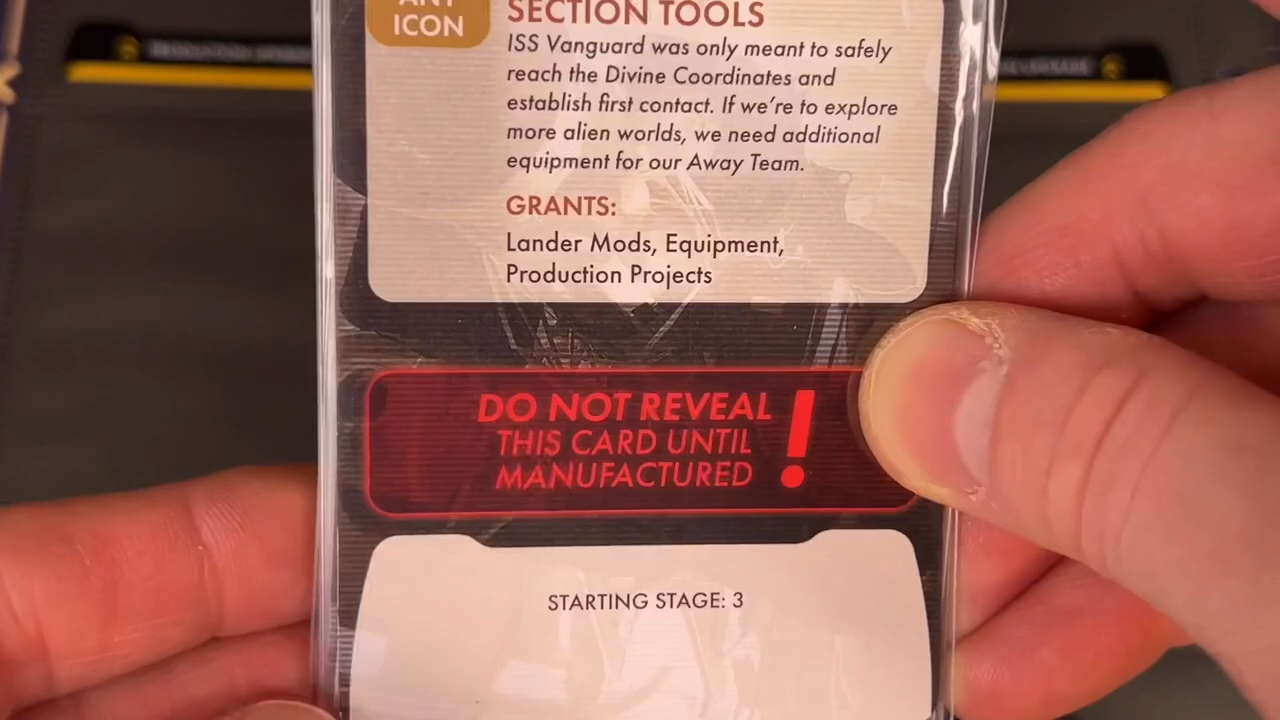 ANY
ICON
SECTION TOOLS
ISS Vanguard was only meant to safely
reach the Divine Coordinates and
establish first contact. If we're to explore
more alien worlds, we need additional
equipment for our Away Team.
GRANTS:
Lander Mods, Equipment,
Production Projects
DO NOT REVEAL
THIS CARD UNTIL
MANUFACTURED
!
STARTING STAGE: 3